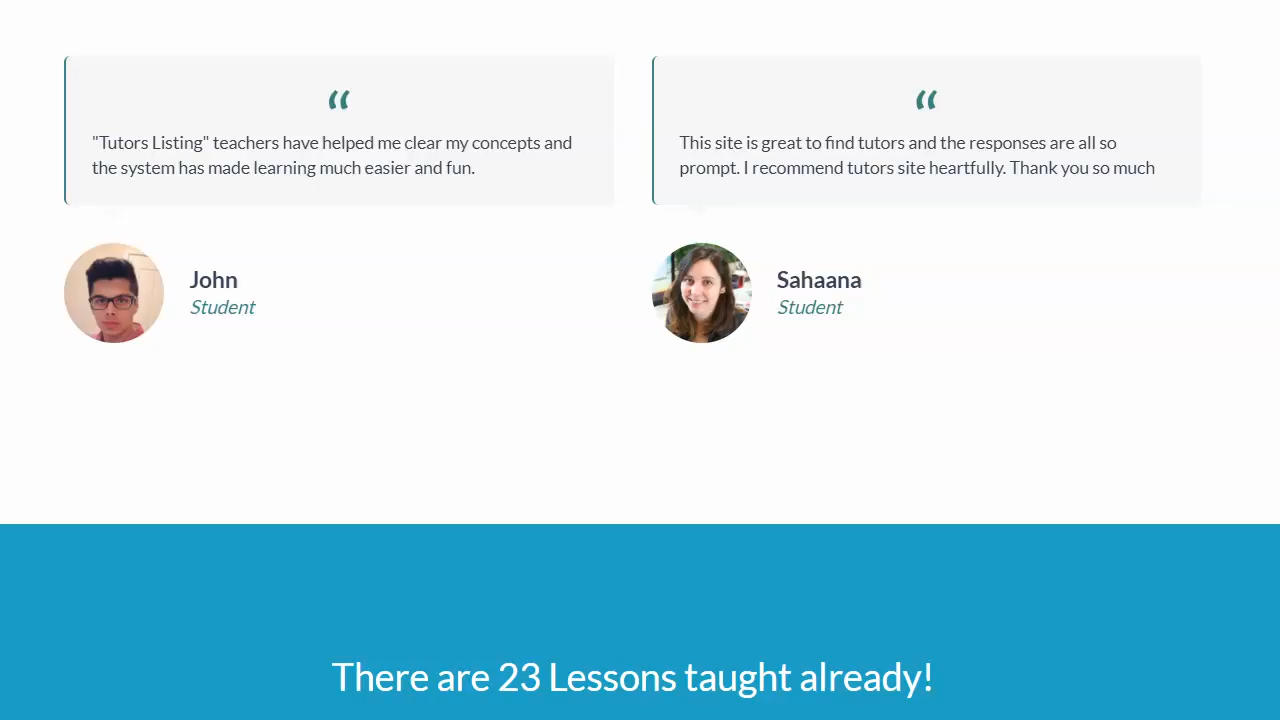 “
"Tutors Listing" teachers have helped me clear my concepts and
the system has made learning much easier and fun.
John
Student
“
This site is great to find tutors and the responses are all so
prompt. I recommend tutors site heartfully. Thank you so much
Sahaana
Student
There are 23 Lessons taught already!